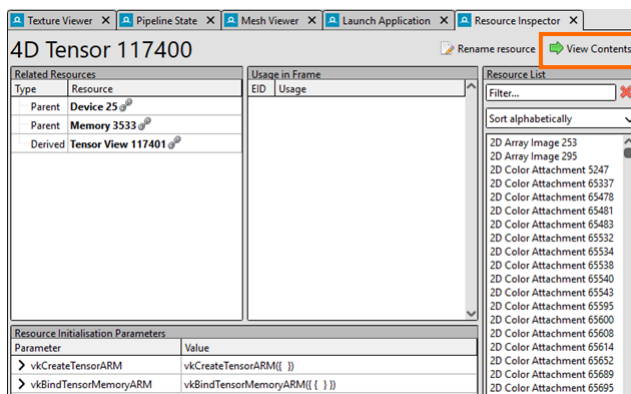 Texture Viewer X Pipeline State X Mesh Viewer X Launch Application X Resource Inspector X
4D Tensor 117400
Rename resource View Contents
Related Resources
Type Resource
Parent Device 25
Parent Memory 3533
Derived Tensor View 117401
Usage in Frame
EID Usage
Resource List
Filter...
Sort alphabetically
2D Array Image 253
2D Array Image 295
2D Color Attachment 5247
2D Color Attachment 65337
2D Color Attachment 65478
2D Color Attachment 65481
2D Color Attachment 65483
2D Color Attachment 65532
2D Color Attachment 65534
2D Color Attachment 65538
2D Color Attachment 65540
2D Color Attachment 65543
2D Color Attachment 65595
2D Color Attachment 65600
2D Color Attachment 65608
2D Color Attachment 65614
2D Color Attachment 65652
2D Color Attachment 65689
2D Color Attachment 65695
Resource Initialisation Parameters
Parameter Value
vkCreateTensorARM vkCreateTensorARM({ })
vkBindTensorMemoryARM vkBindTensorMemoryARM({ { } })